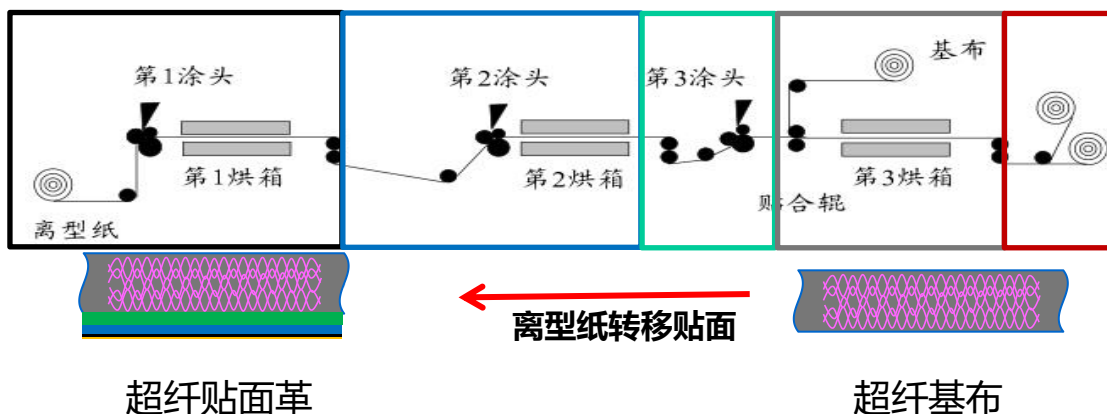 第1涂头
第2涂头
第3涂头
基布
第1烘箱
第2烘箱
第3烘箱
离型纸
贴合辊
离型纸转移贴面
超纤贴面革
超纤基布